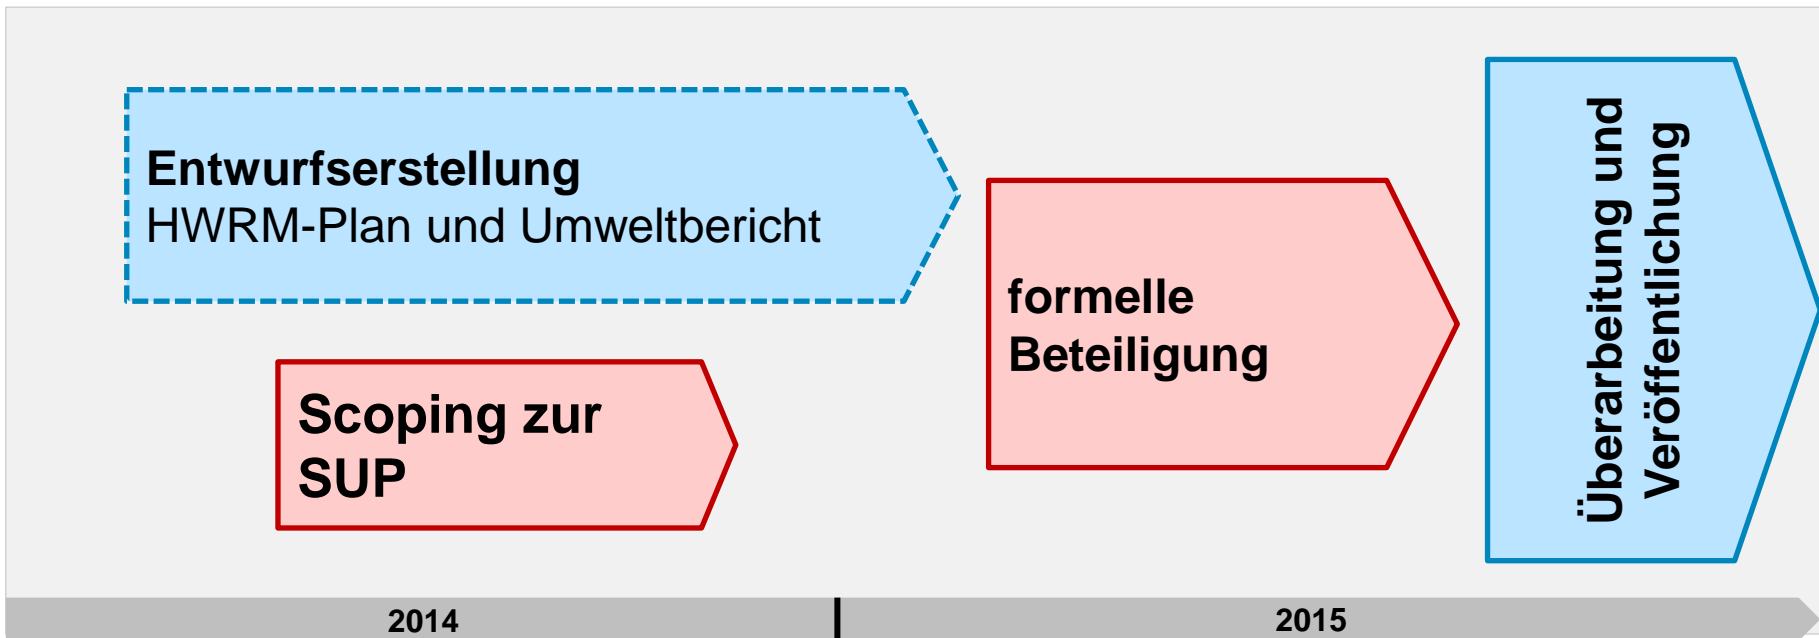 Entwurfserstellung
HWRM-Plan und Umweltbericht
Scoping zur
SUP
formelle
Beteiligung
Überarbeitung und
Veröffentlichung
2014
2015